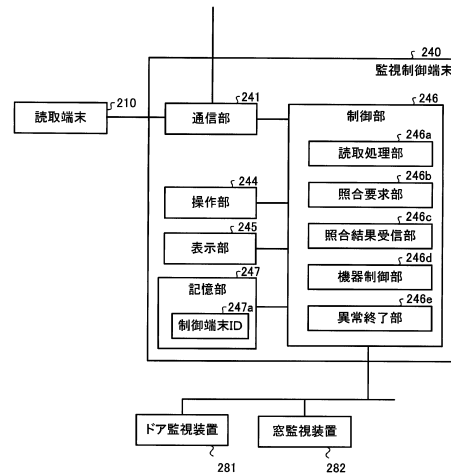 240
監視制御端末
210
読取端末
241
通信部
246
制御部
246a
読取処理部
246b
照合要求部
246c
照合結果受信部
246d
機器制御部
246e
異常終了部
244
操作部
245
表示部
247
記憶部
247a
制御端末ID
ドア監視装置
281
窓監視装置
282